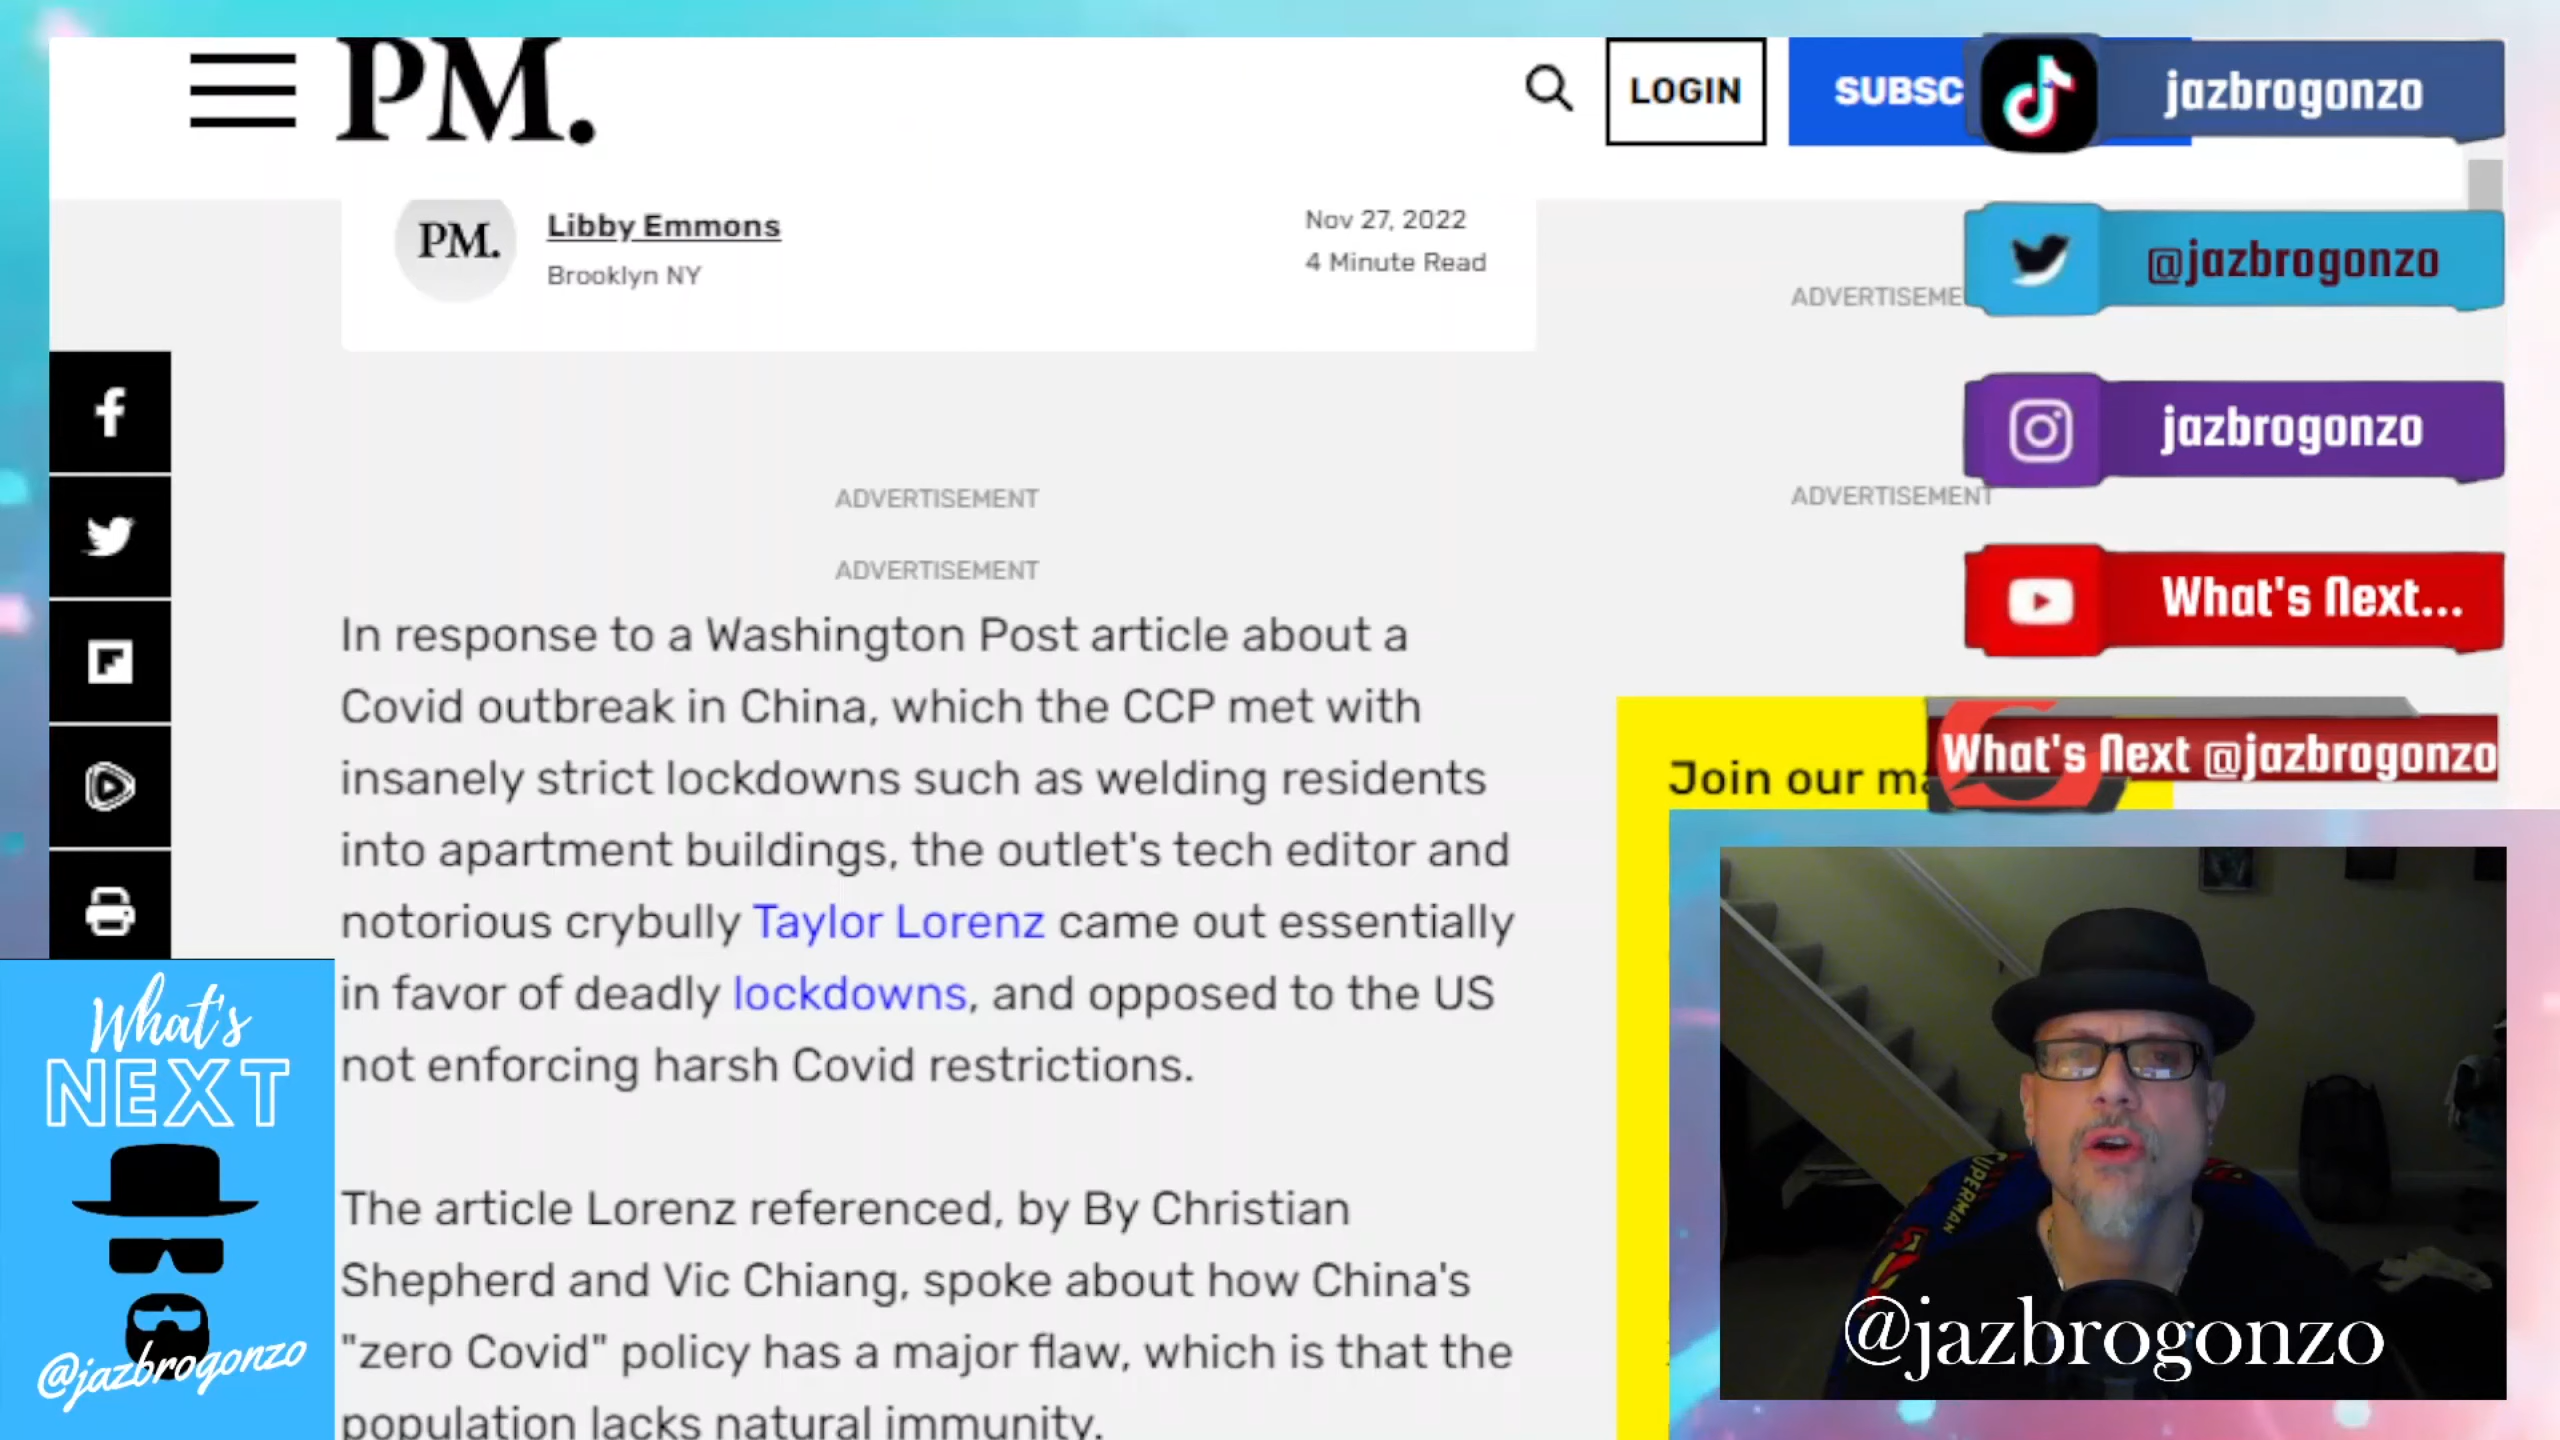 PM.
LOGIN
SUBSC
jazbrogonzo
PM.
Libby Emmons
Brooklyn NY
Nov 27, 2022
4 Minute Read
@jazbrogonzo
ADVERTISEME
jazbrogonzo
ADVERTISEMENT
ADVERTISEMENT
ADVERTISEMENT
What's Next...
In response to a Washington Post article about a
Covid outbreak in China, which the CCP met with
insanely strict lockdowns such as welding residents
into apartment buildings, the outlet's tech editor and
notorious crybully Taylor Lorenz came out essentially
in favor of deadly lockdowns, and opposed to the US
not enforcing harsh Covid restrictions.
The article Lorenz referenced, by By Christian
Shepherd and Vic Chiang, spoke about how China's
"zero Covid" policy has a major flaw, which is that the
population lacks natural immunity.
What's Next @jazbrogonzo
Join our ma
SUPERMAN
@jazbrogonzo
What's
NEXT
@jazbrogonzo